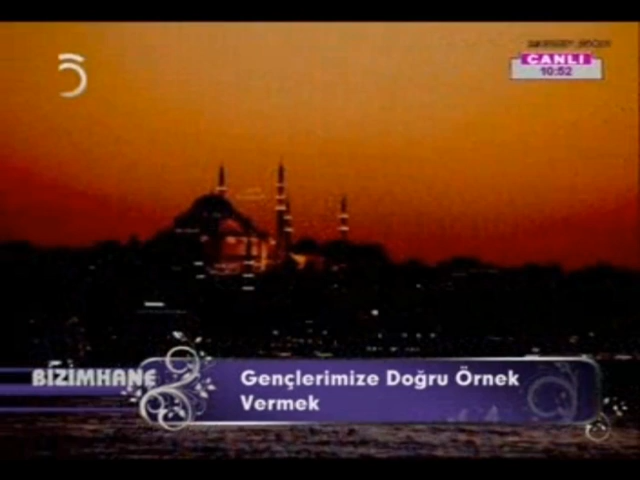 CANLI
10:52
BİZİMHANE
Gençlerimize Doğru Örnek
Vermek